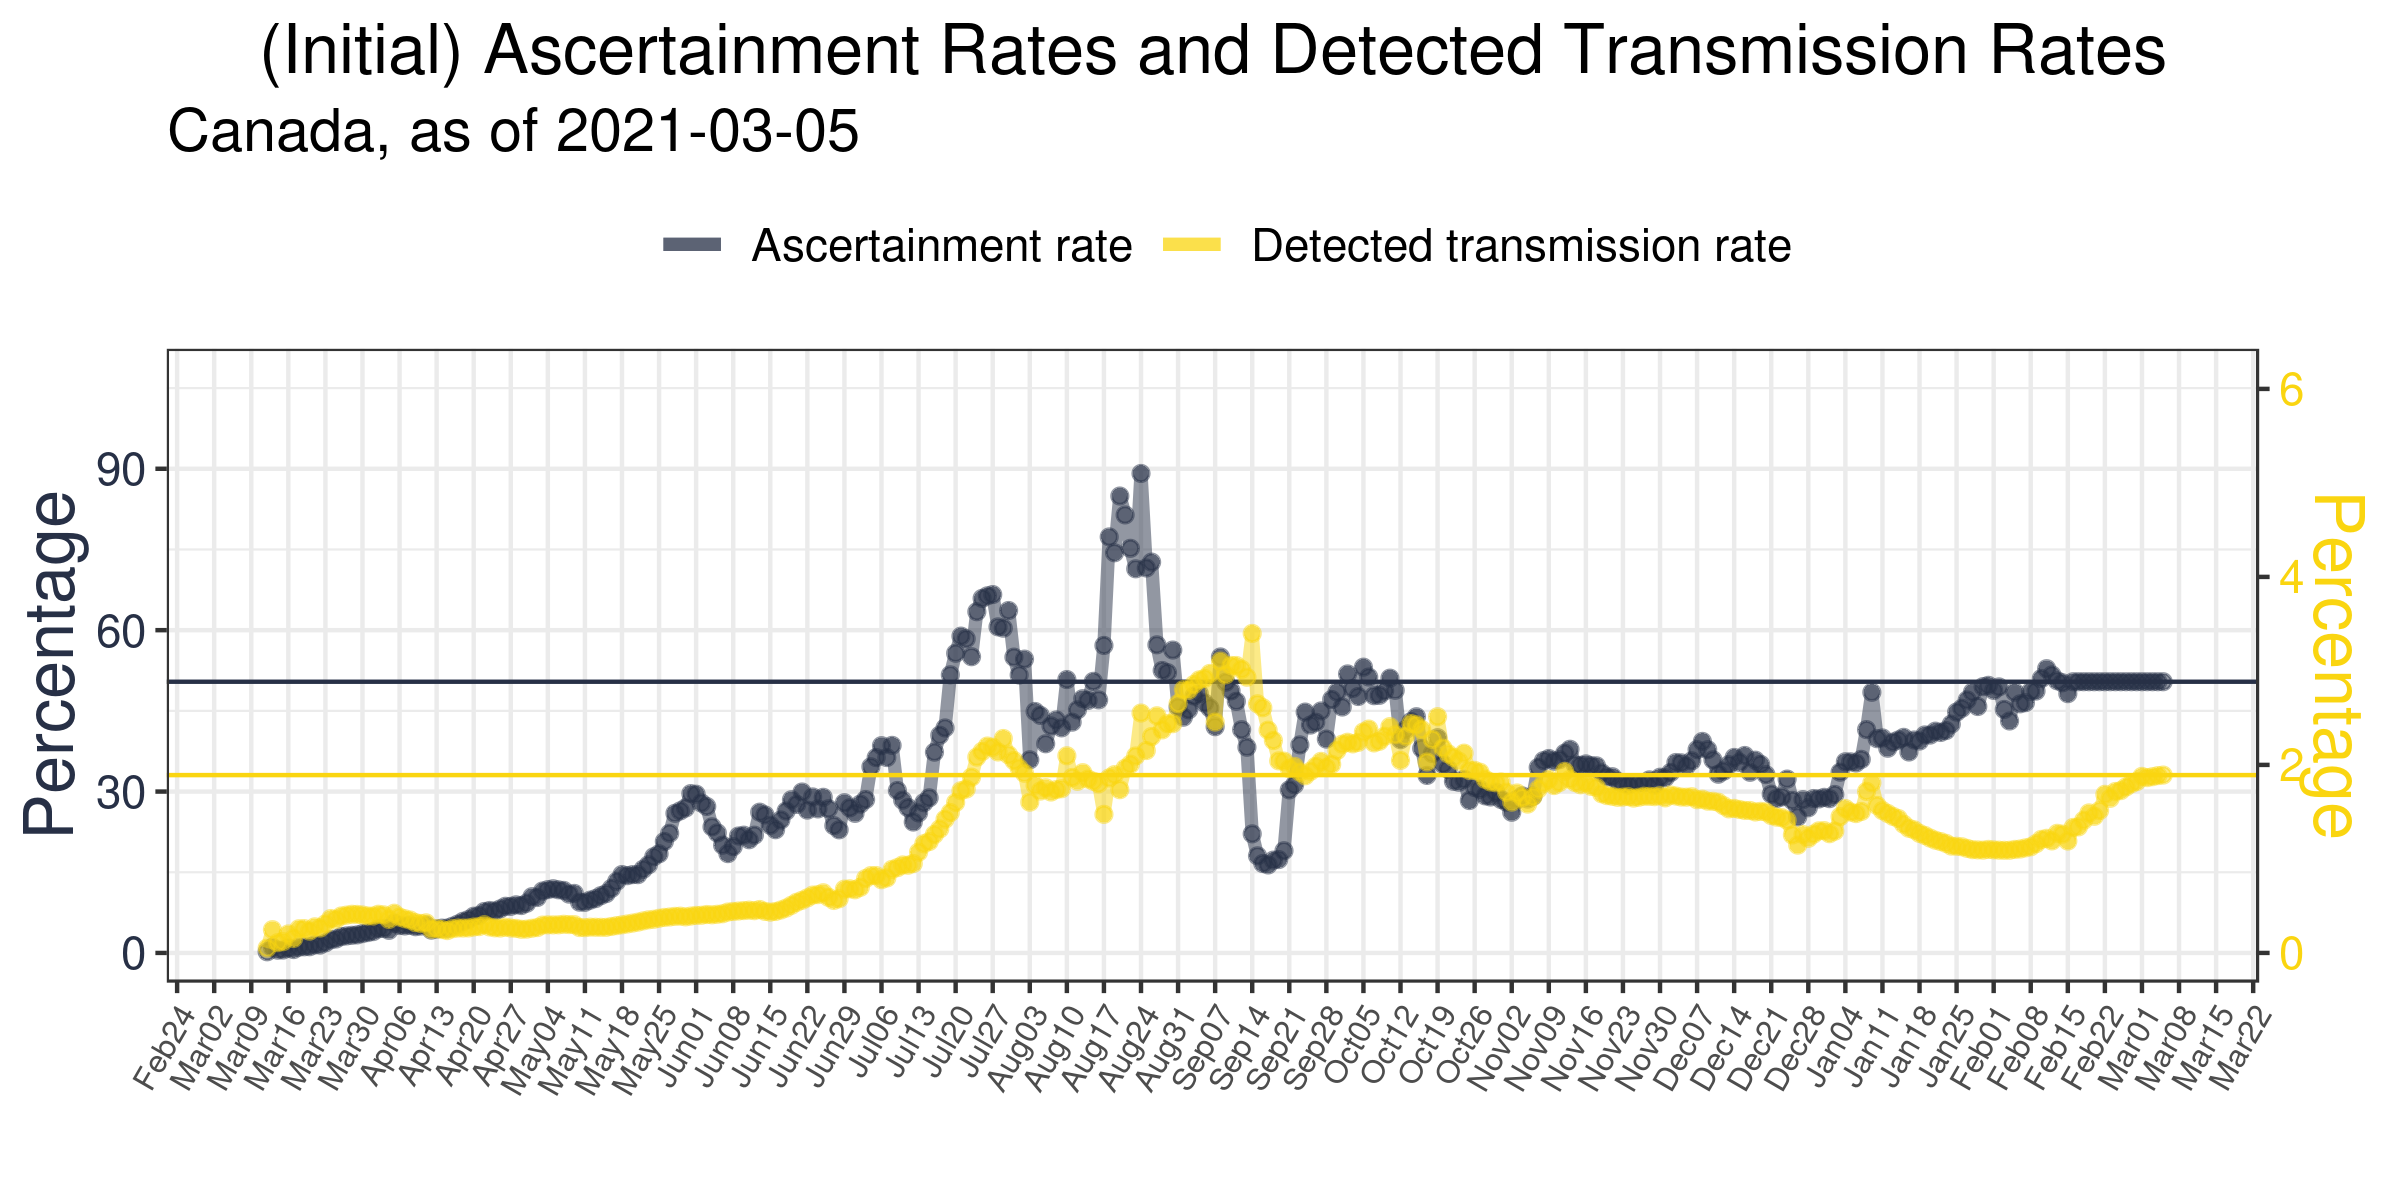 (Initial) Ascertainment Rates and Detected Transmission Rates
Canada, as of 2021-03-05
Ascertainment rate
Detected transmission rate
Percentage
90
60
30
0
6
4
2
0
Percentage
Feb24
Mar02
Mar09
Mar16
Mar23
Mar30
Apr06
Apr13
Apr20
Apr27
May04
May11
May18
May25
Jun01
Jun08
Jun15
Jun22
Jun29
Jul06
Jul13
Jul20
Jul27
Aug03
Aug10
Aug17
Aug24
Aug31
Sep07
Sep14
Sep21
Sep28
Oct05
Oct12
Oct19
Oct26
Nov02
Nov09
Nov16
Nov23
Nov30
Dec07
Dec14
Dec21
Dec28
Dec04
Jan11
Jan18
Jan25
Feb01
Feb08
Feb15
Feb22
Mar01
Mar08
Mar15
Mar22